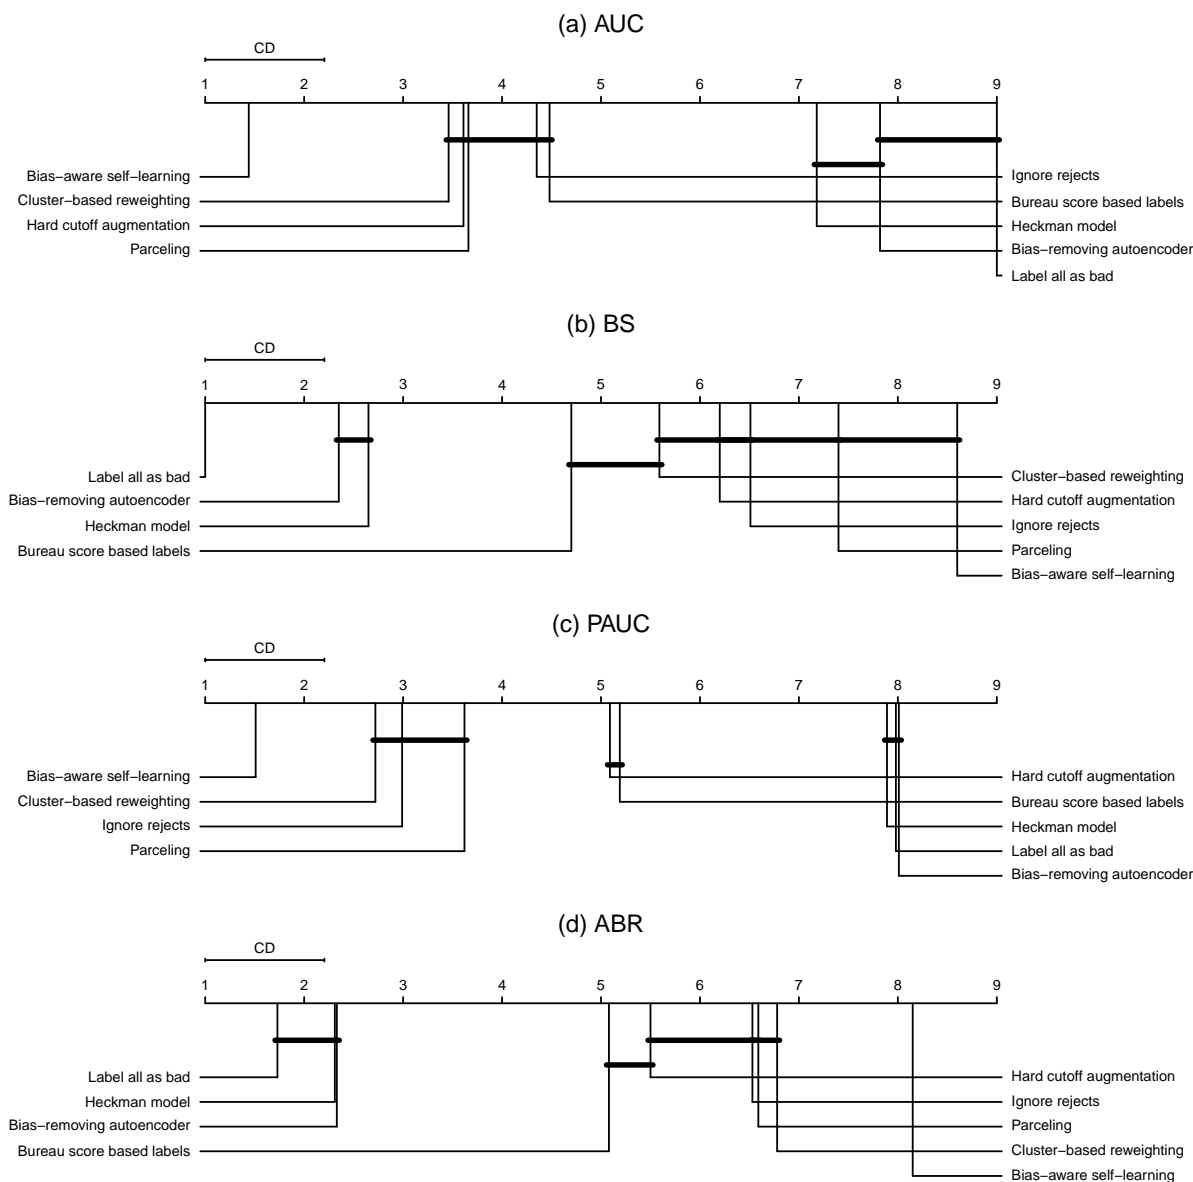 (a) AUC
CD
1 2 3 4 5 6 7 8 9
Bias−aware self−learning
Cluster−based reweighting
Hard cutoff augmentation
Parceling
Ignore rejects
Bureau score based labels
Heckman model
Bias−removing autoencoder
Label all as bad
(b) BS
CD
1 2 3 4 5 6 7 8 9
Label all as bad
Bias−removing autoencoder
Heckman model
Bureau score based labels
Cluster−based reweighting
Hard cutoff augmentation
Ignore rejects
Parceling
Bias−aware self−learning
(c) PAUC
CD
1 2 3 4 5 6 7 8 9
Bias−aware self−learning
Cluster−based reweighting
Ignore rejects
Parceling
Hard cutoff augmentation
Bureau score based labels
Heckman model
Label all as bad
Bias−removing autoencoder
(d) ABR
CD
1 2 3 4 5 6 7 8 9
Label all as bad
Heckman model
Bias−removing autoencoder
Bureau score based labels
Hard cutoff augmentation
Ignore rejects
Parceling
Cluster−based reweighting
Bias−aware self−learning